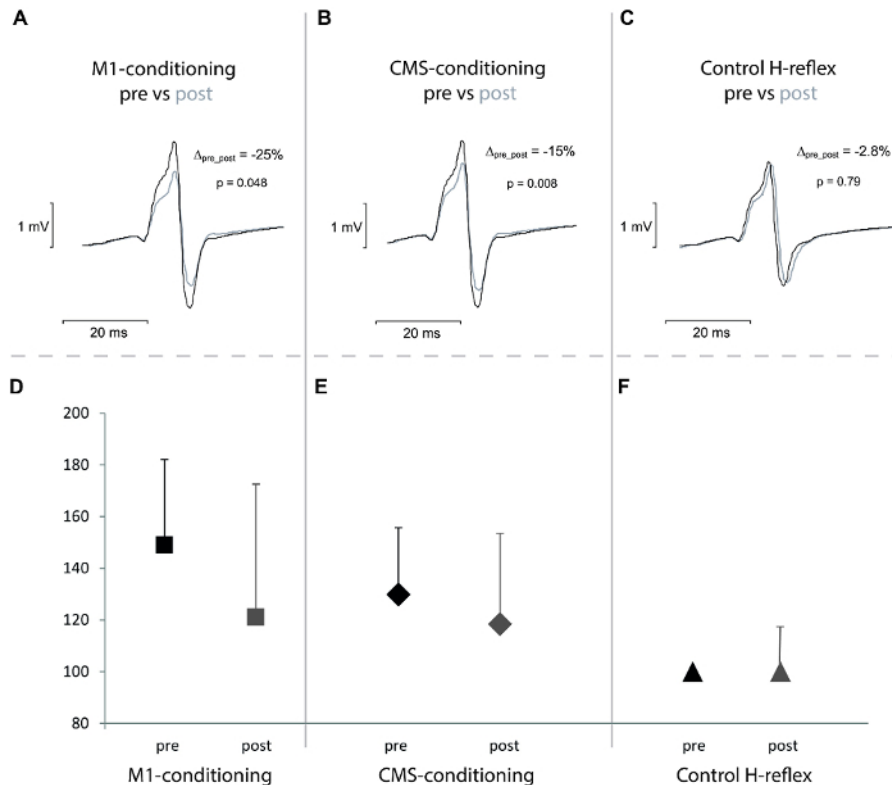 A
M1-conditioning
pre vs post
Δpre_post = -25%
p = 0.048
1 mV
20 ms
B
CMS-conditioning
pre vs post
Δpre_post = -15%
p = 0.008
1 mV
20 ms
C
Control H-reflex
pre vs post
Δpre_post = -2.8%
p = 0.79
1 mV
20 ms
D
200
180
160
140
120
100
80
pre post
M1-conditioning
E
pre post
CMS-conditioning
F
pre post
Control H-reflex